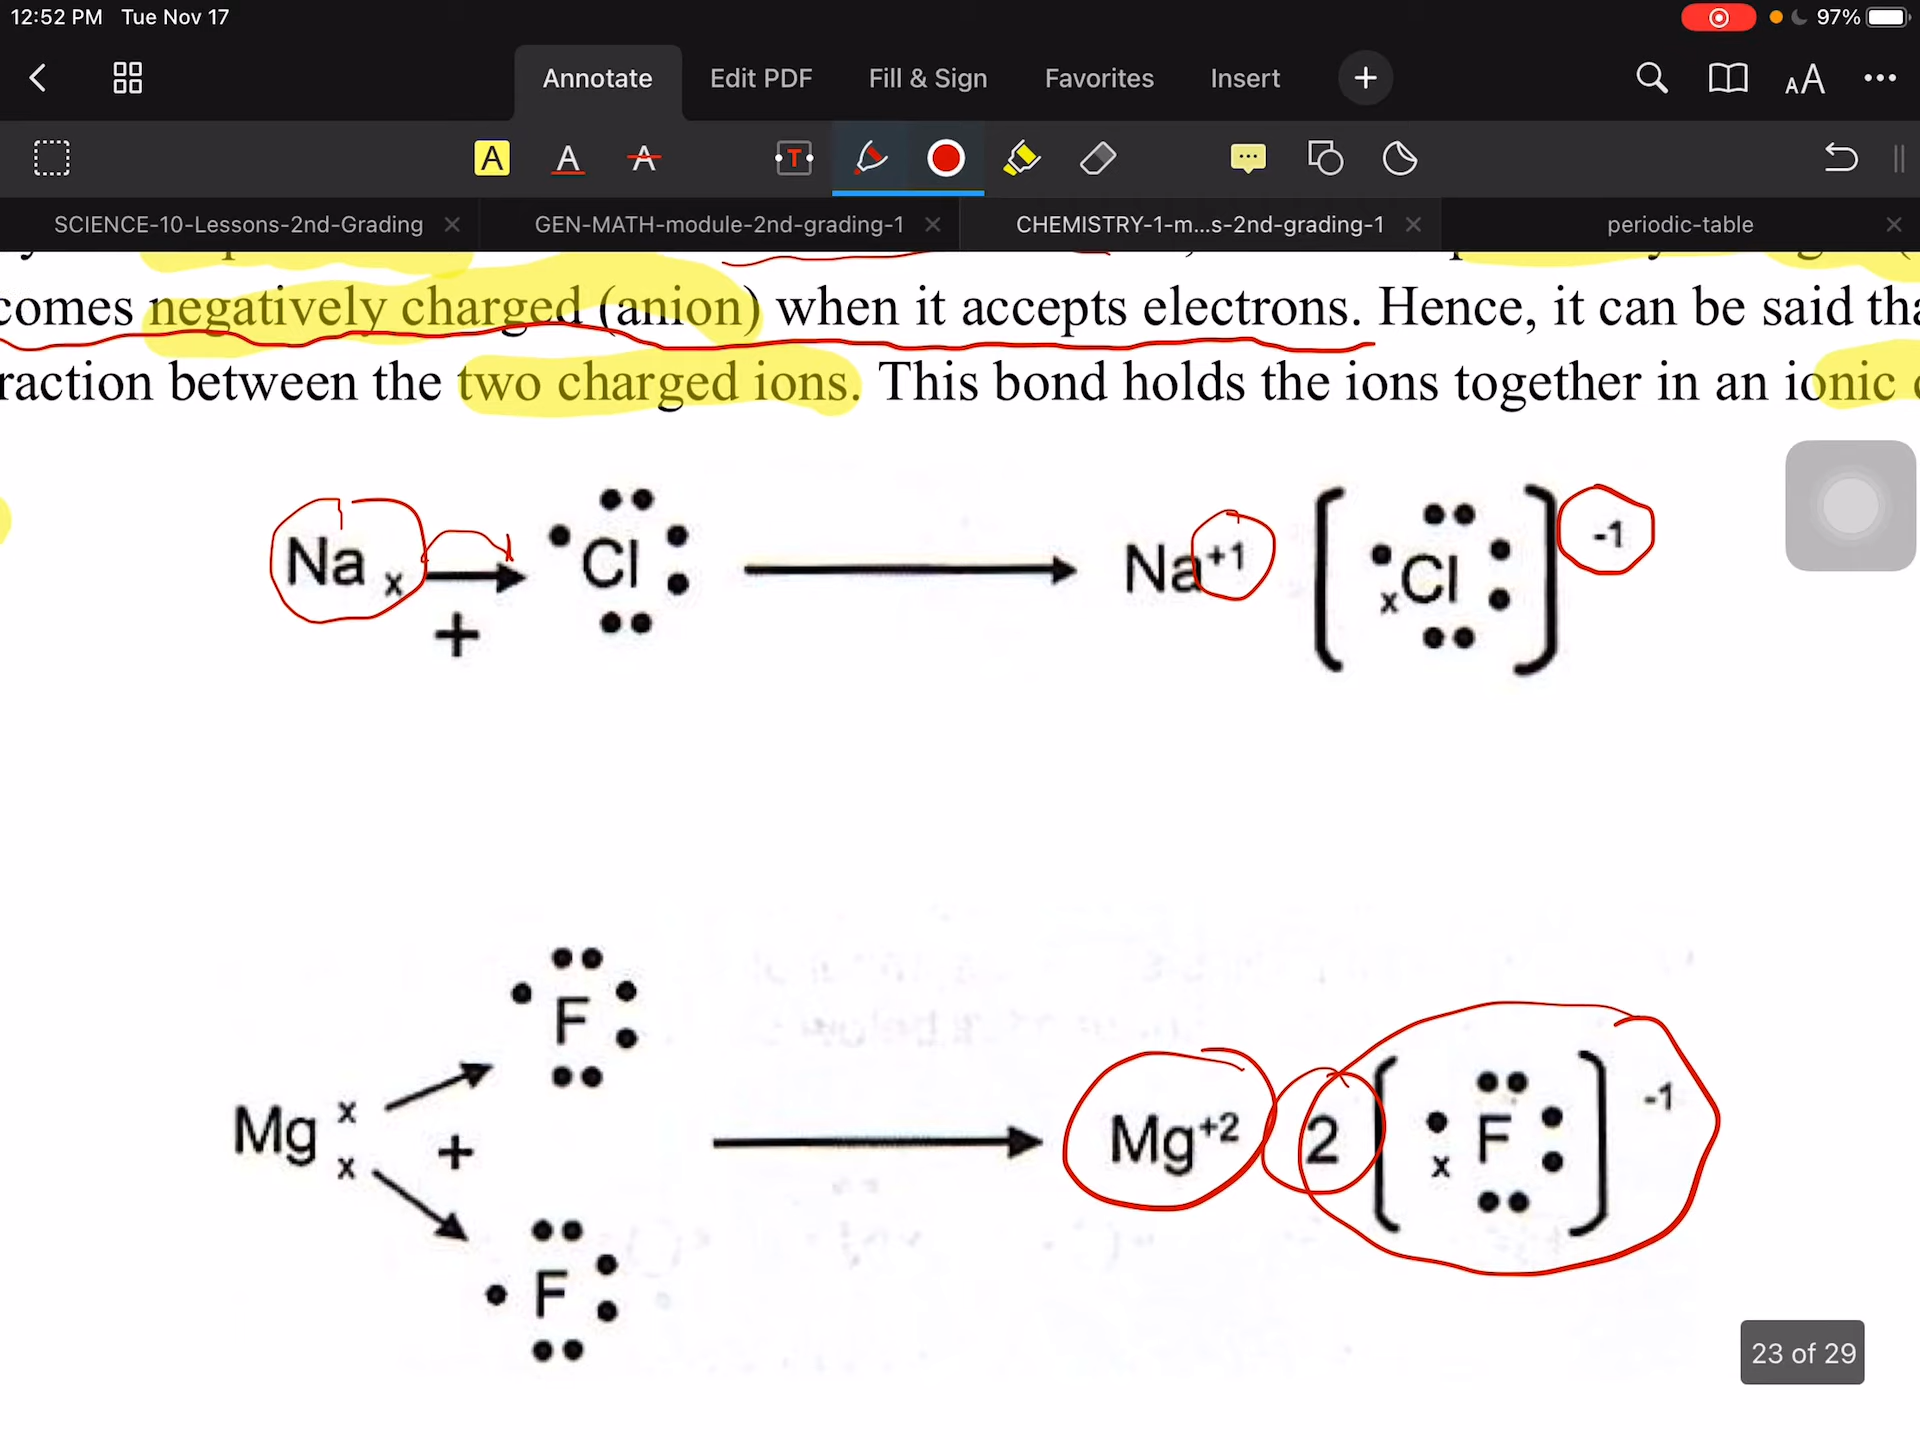 12:52 PM Tue Nov 17 97%
Annotate Edit PDF Fill & Sign Favorites Insert + AA
A A A T
SCIENCE-10-Lessons-2nd-Grading GEN-MATH-module-2nd-grading-1 CHEMISTRY-1-m...s-2nd-grading-1 periodic-table
comes negatively charged (anion) when it accepts electrons. Hence, it can be said tha
raction between the two charged ions. This bond holds the ions together in an ionic
Na x + Cl Na+1 [x Cl] -1
F
Mg x x + Mg+2 2 [x F] -1
F
23 of 29